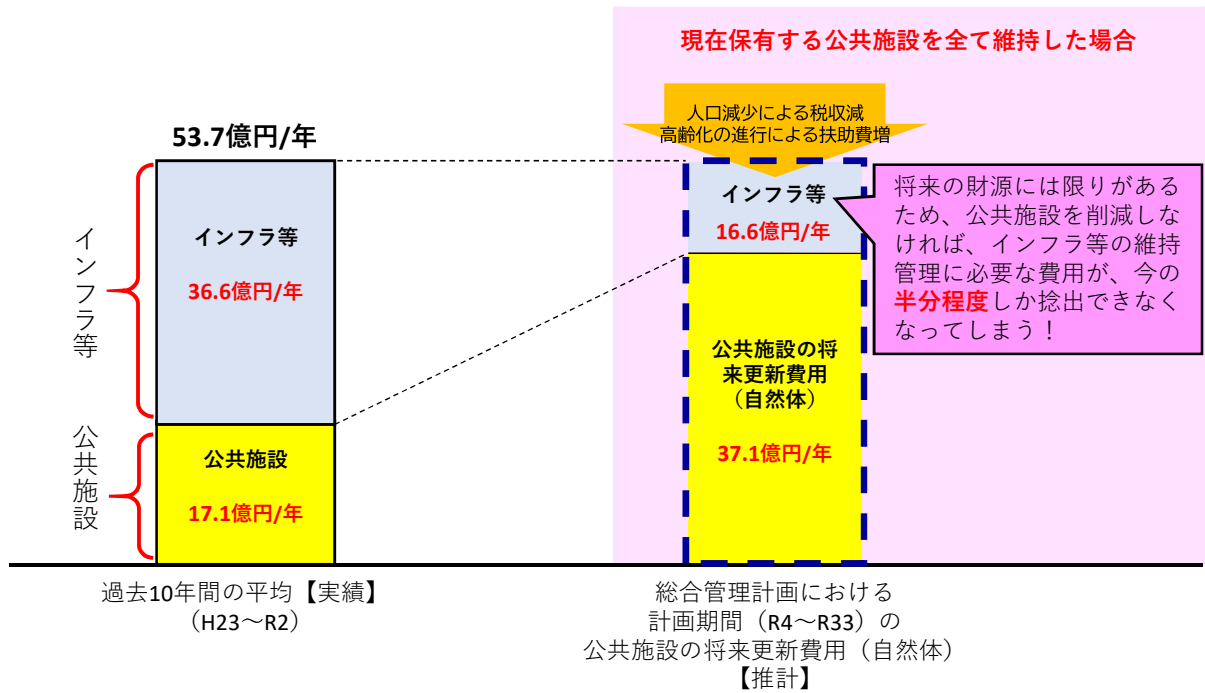 現在保有する公共施設を全て維持した場合
人口減少による税収減
高齢化の進行による扶助費増
53.7億円/年
インフラ等
インフラ等
36.6億円/年
公共施設
公共施設
17.1億円/年
インフラ等
16.6億円/年
公共施設の将
来更新費用
（自然体）
37.1億円/年
将来の財源には限りがある
ため、公共施設を削減しな
ければ、インフラ等の維持
管理に必要な費用が、今の
半分程度しか捻出できなく
なってしまう！
過去10年間の平均【実績】
（H23～R2）
総合管理計画における
計画期間（R4～R33）の
公共施設の将来更新費用（自然体）
【推計】